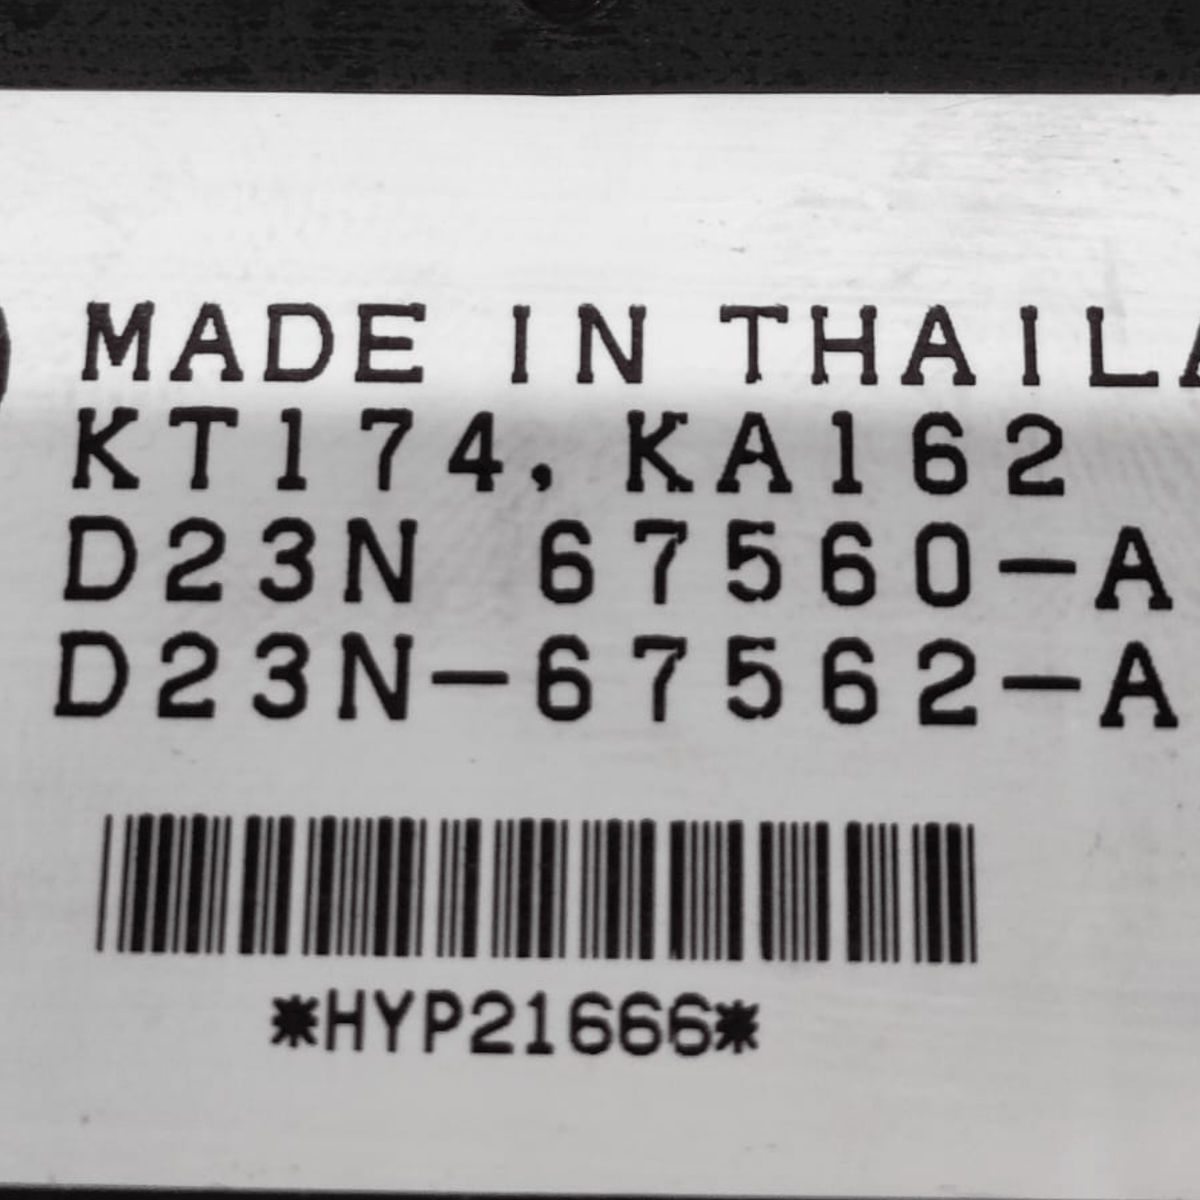 MADE IN THAILA
KT174, KA162
D23N 67560-A
D23N-67562-A
*HYP21666*